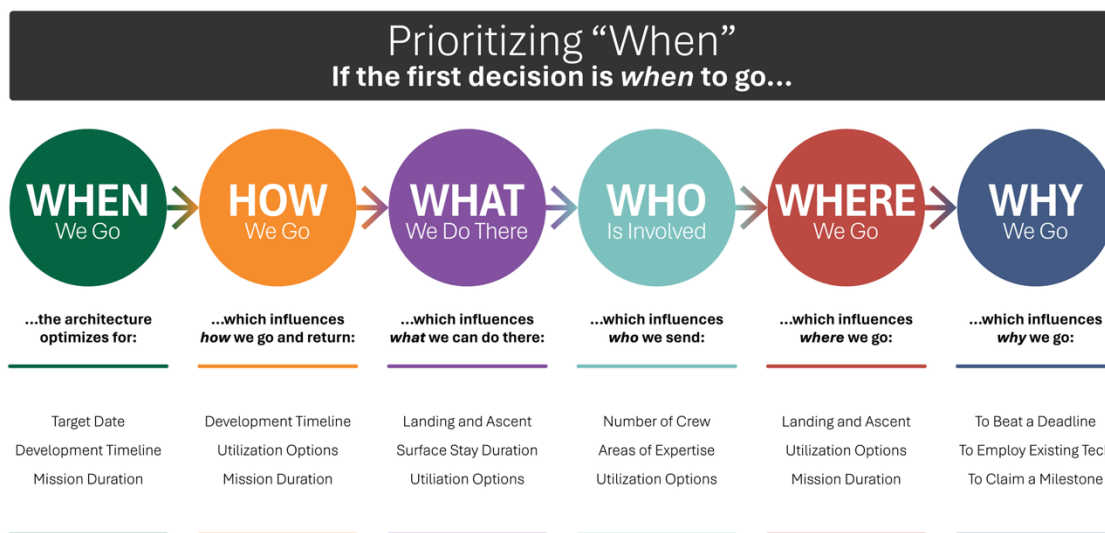 Prioritizing “When”
If the first decision is when to go...
WHEN
We Go
HOW
We Go
WHAT
We Do There
WHO
Is Involved
WHERE
We Go
WHY
We Go
...the architecture
optimizes for:
...which influences
how we go and return:
...which influences
what we can do there:
...which influences
who we send:
...which influences
where we go:
...which influences
why we go:
Target Date
Development Timeline
Mission Duration
Development Timeline
Utilization Options
Mission Duration
Landing and Ascent
Surface Stay Duration
Utiliation Options
Number of Crew
Areas of Expertise
Utilization Options
Landing and Ascent
Utilization Options
Mission Duration
To Beat a Deadline
To Employ Existing Tech
To Claim a Milestone